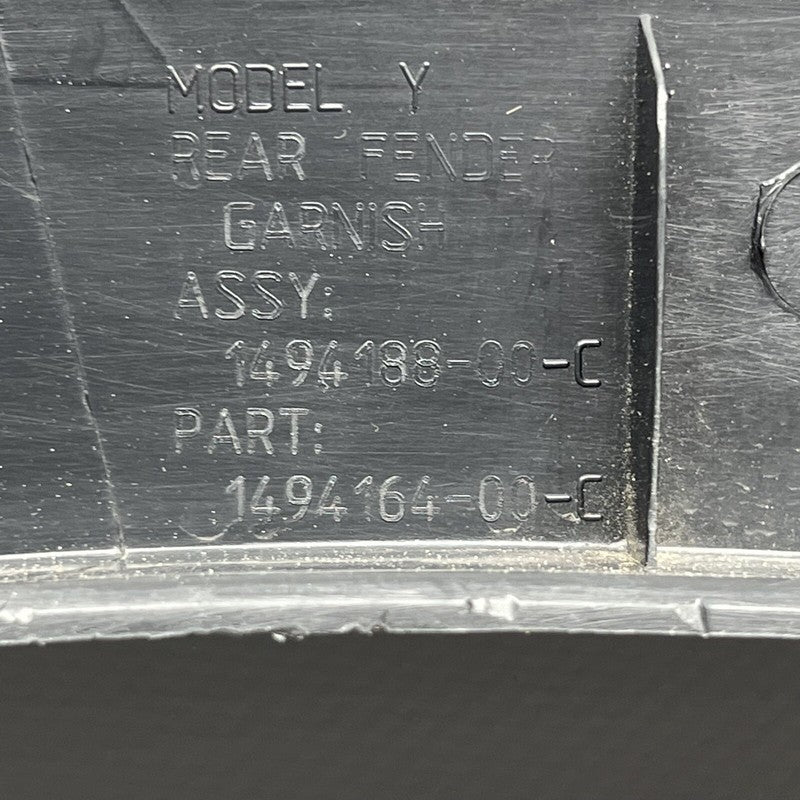 MODEL Y
REAR FENDER
GARNISH
ASSY:
1494188-00-C
PART:
1494164-00-C